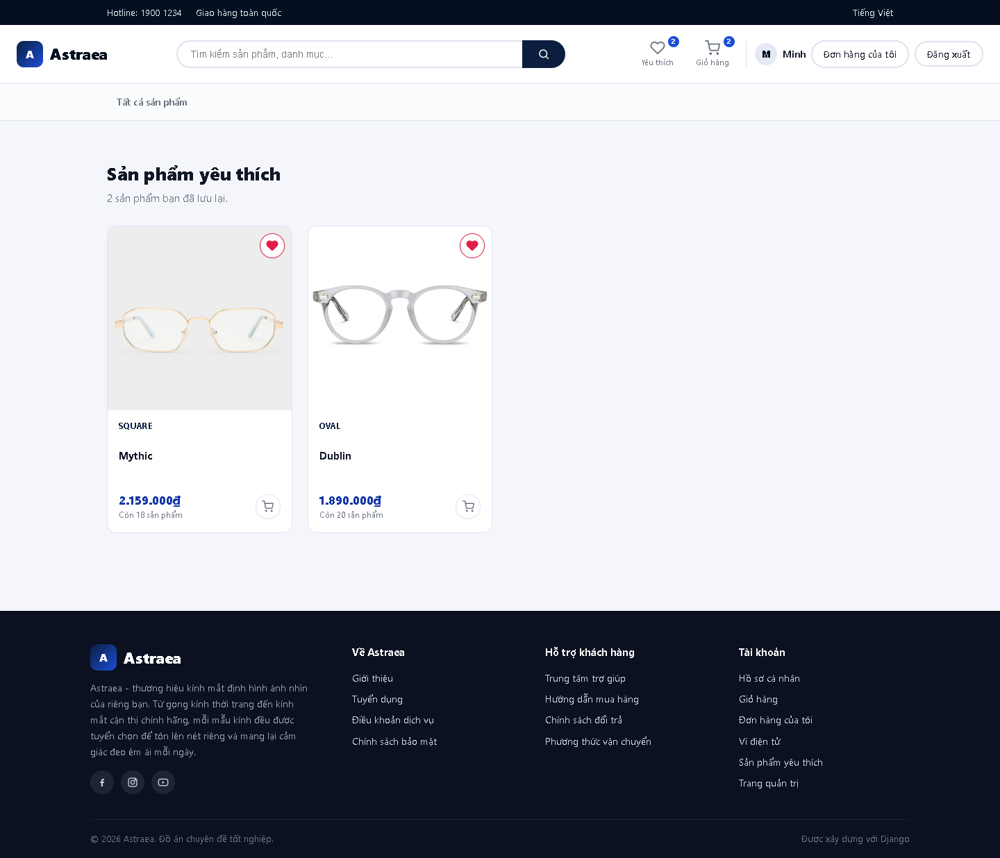 Hotline: 1900 1234 Giao hàng toàn quốc Tiếng Việt
A Astraea
Tìm kiếm sản phẩm, danh mục...
2
Yêu thích
2
Giỏ hàng
M Minh
Đơn hàng của tôi
Đăng xuất
Tất cả sản phẩm
Sản phẩm yêu thích
2 sản phẩm bạn đã lưu lại.
SQUARE
Mythic
2.159.000₫
Còn 18 sản phẩm
OVAL
Dublin
1.890.000₫
Còn 20 sản phẩm
A Astraea
Astraea - thương hiệu kính mắt định hình ánh nhìn
của riêng bạn. Từ gọng kính thời trang đến kính
mắt cận thị chính hãng, mỗi mẫu kính đều được
tuyển chọn để tôn lên nét riêng và mang lại cảm
giác đeo êm ái mỗi ngày.
Về Astraea
Giới thiệu
Tuyển dụng
Điều khoản dịch vụ
Chính sách bảo mật
Hỗ trợ khách hàng
Trung tâm trợ giúp
Hướng dẫn mua hàng
Chính sách đổi trả
Phương thức vận chuyển
Tài khoản
Hồ sơ cá nhân
Giỏ hàng
Đơn hàng của tôi
Ví điện tử
Sản phẩm yêu thích
Trang quản trị
© 2026 Astraea. Đồ án chuyên đề tốt nghiệp.
Được xây dựng với Django